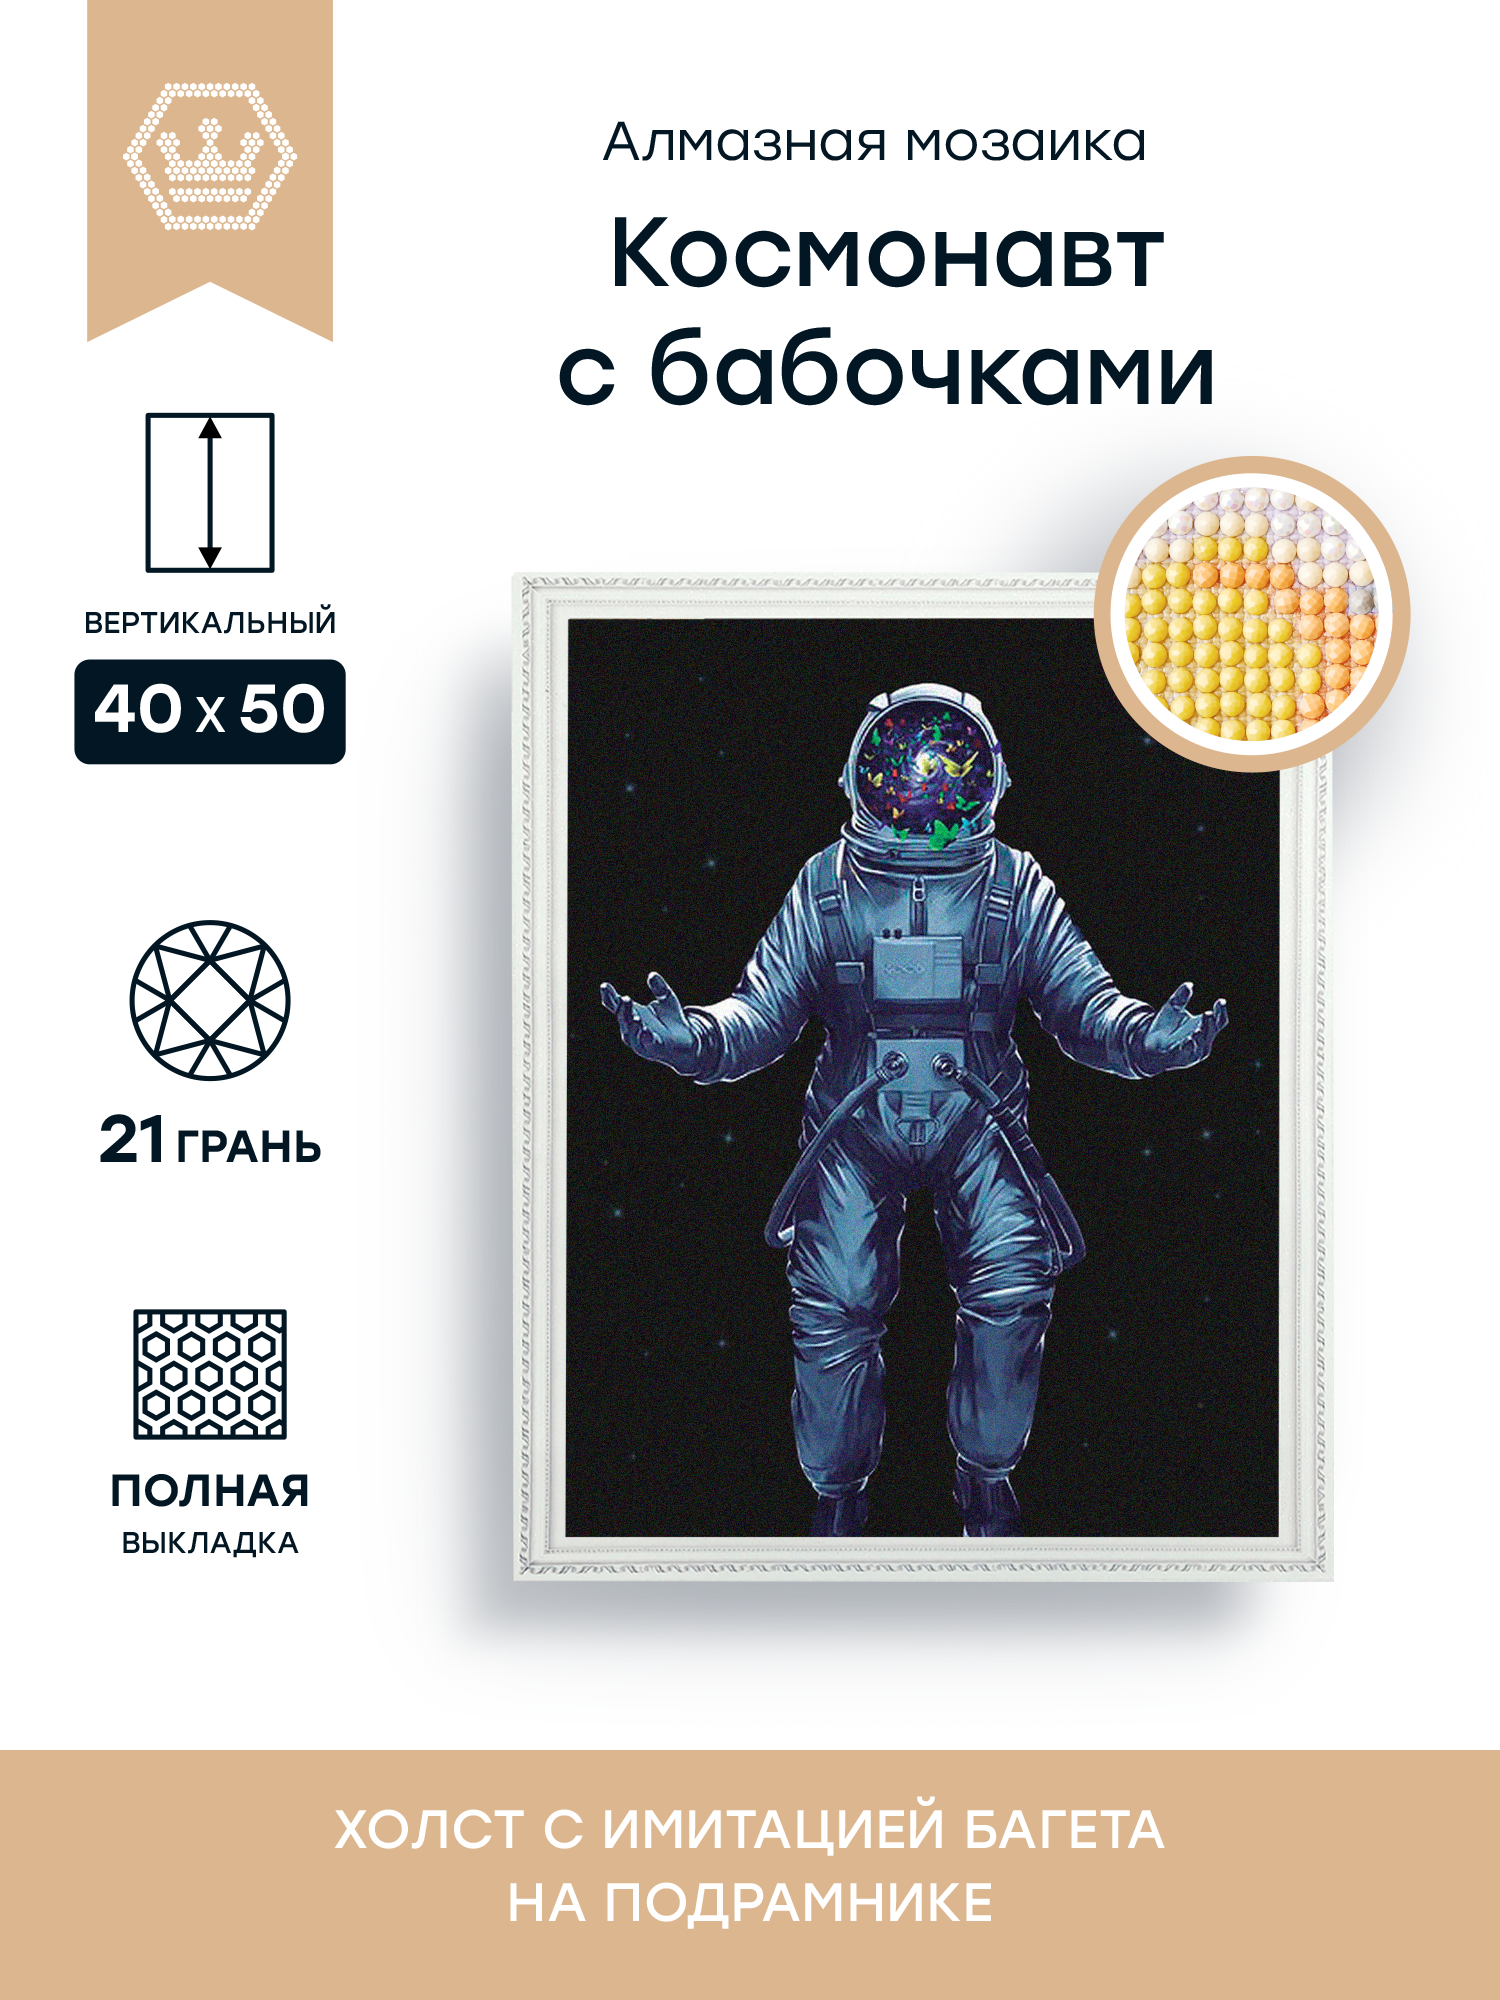 Алмазная мозаика
Космонавт
с бабочками
ВЕРТИКАЛЬНЫЙ
40 x 50
21 ГРАНЬ
ПОЛНАЯ
ВЫКЛАДКА
ХОЛСТ С ИМИТАЦИЕЙ БАГЕТА
НА ПОДРАМНИКЕ